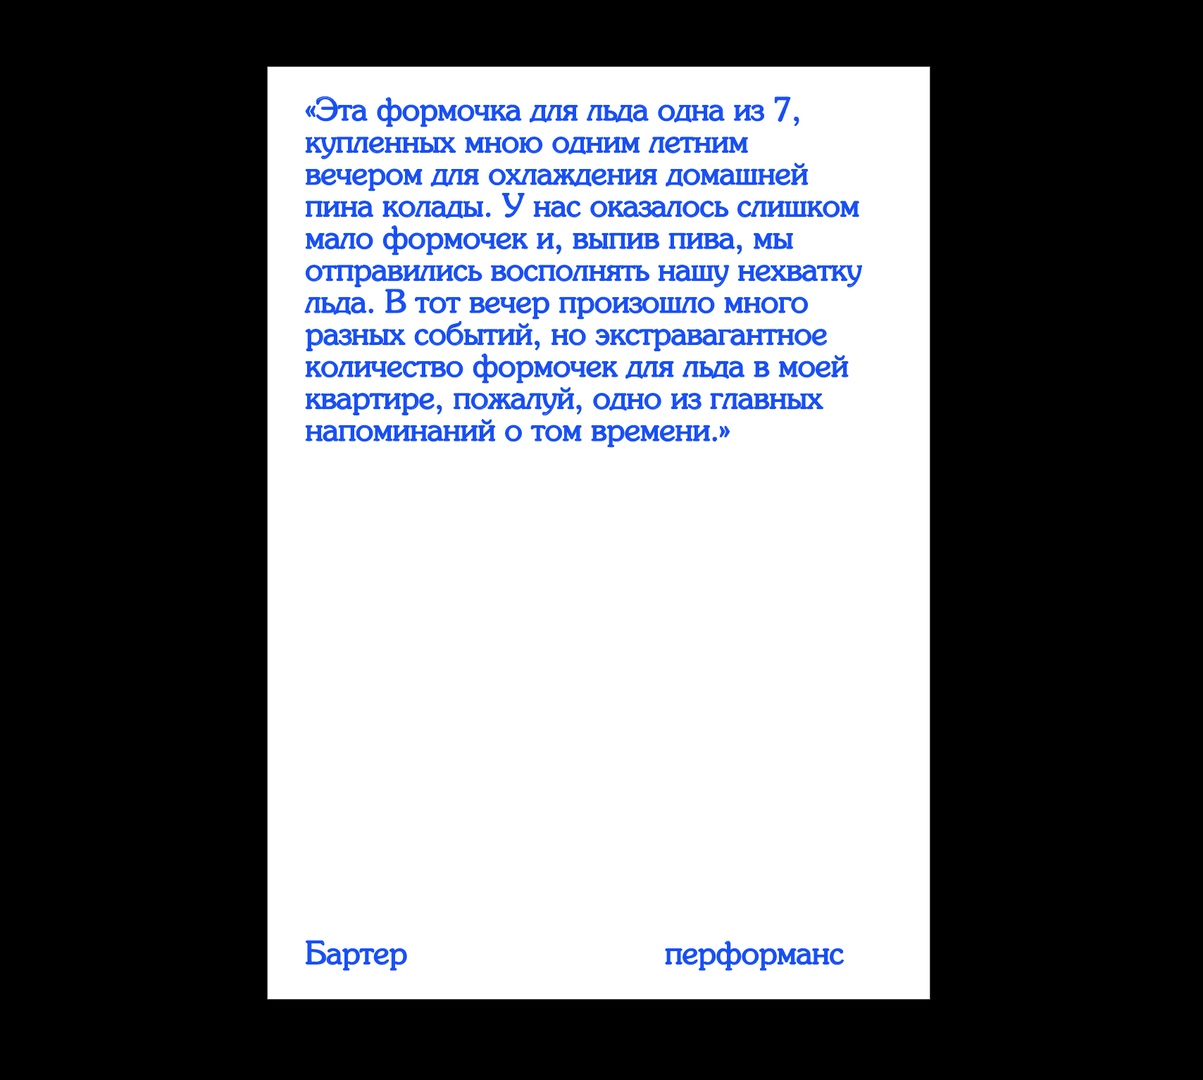 «Эта формочка для льда одна из 7,
купленных мною одним летним
вечером для охлаждения домашней
пина колады. У нас оказалось слишком
мало формочек и, выпив пива, мы
отправились восполнять нашу нехватку
льда. В тот вечер произошло много
разных событий, но экстравагантное
количество формочек для льда в моей
квартире, пожалуй, одно из главных
напоминаний о том времени.»
Бартер перформанс